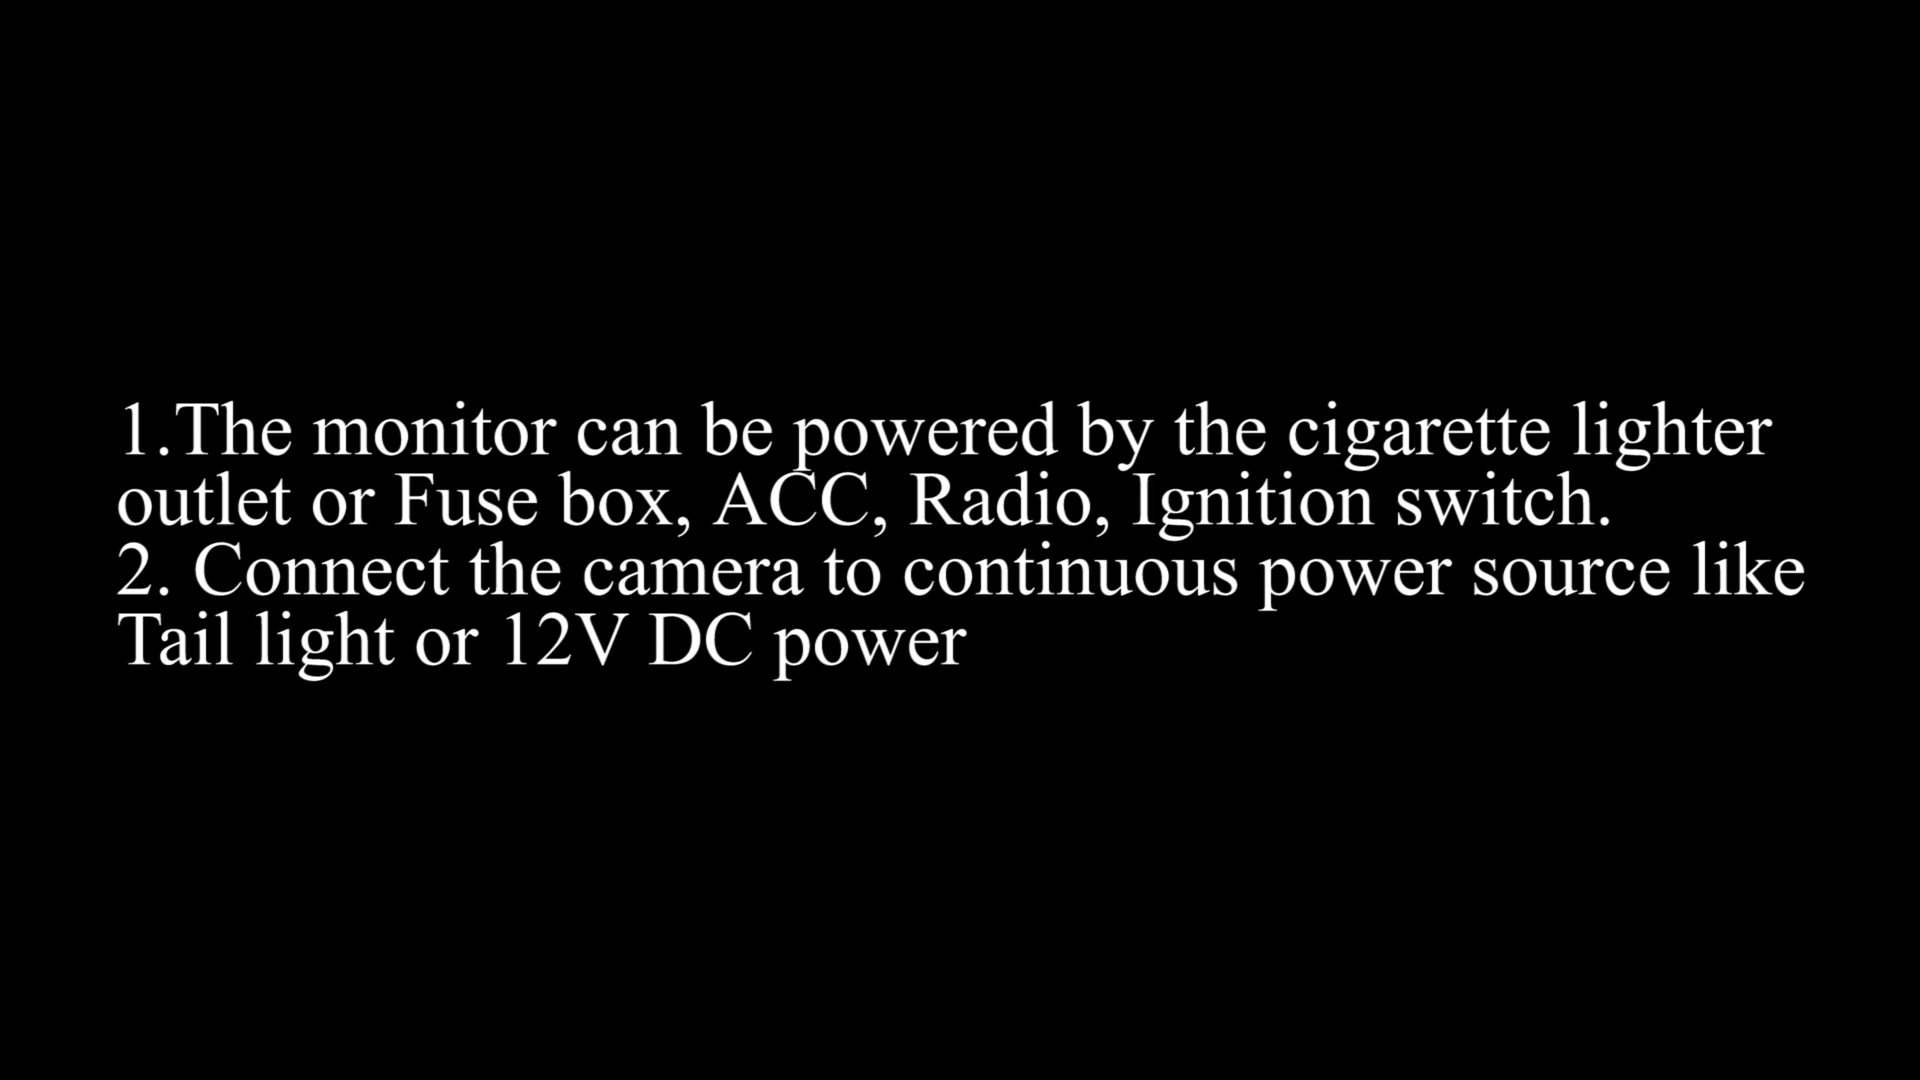 1.The monitor can be powered by the cigarette lighter
outlet or Fuse box, ACC, Radio, Ignition switch.
2. Connect the camera to continuous power source like
Tail light or 12V DC power